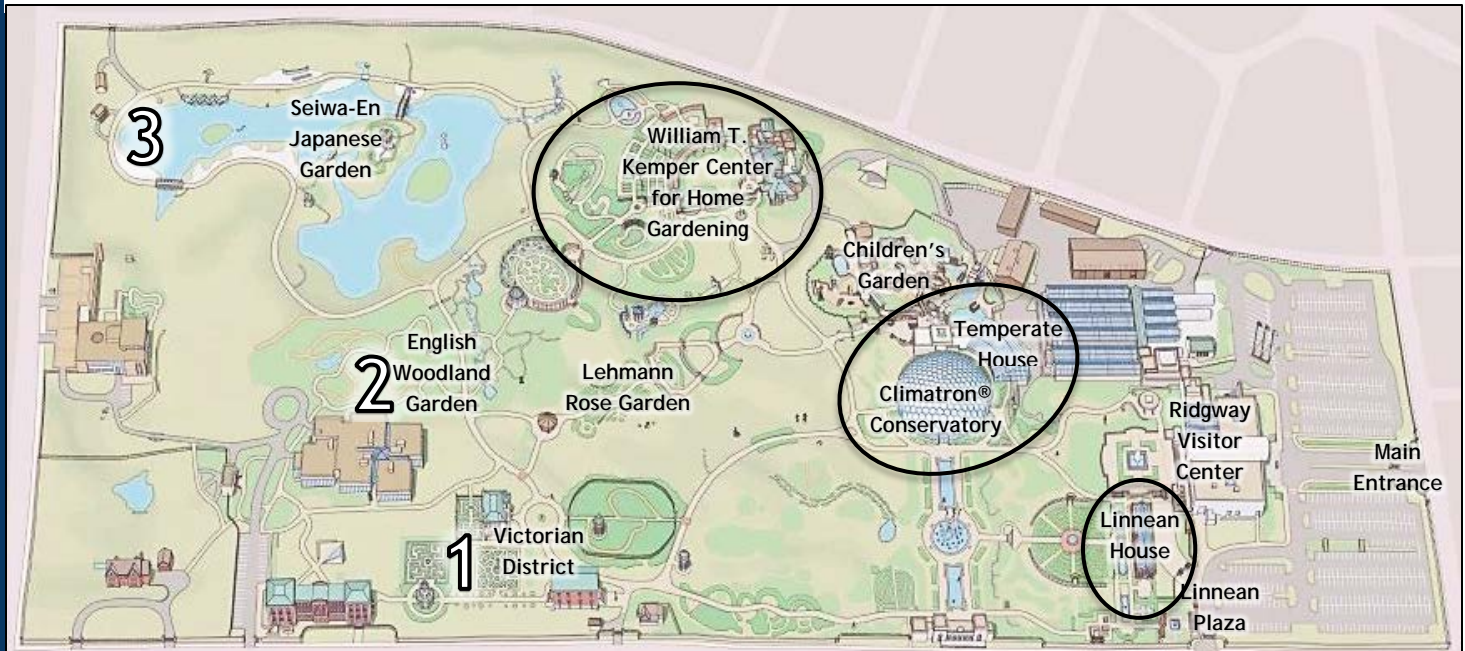 3
Seiwa-En
Japanese
Garden
William T.
Kemper Center
for Home
Gardening
Children's
Garden
Temperate
House
Climatron®
Conservatory
English
Woodland
Garden
2
Lehmann
Rose Garden
Ridgway
Visitor
Center
Main
Entrance
1
Victorian
District
Linnean
House
Linnean
Plaza